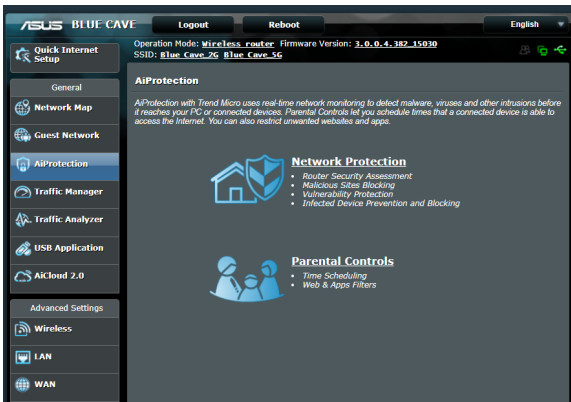 ASUS BLUE CAVE
Logout
Reboot
English
Quick Internet
Setup
Operation Mode: Wireless router Firmware Version: 3.0.0.4.382_15030
SSID: Blue Cave_2G Blue Cave_5G
General
Network Map
Guest Network
AiProtection
Traffic Manager
Traffic Analyzer
USB Application
AiCloud 2.0
Advanced Settings
Wireless
LAN
WAN
AiProtection
AiProtection with Trend Micro uses real-time network monitoring to detect malware, viruses and other intrusions before
it reaches your PC or connected devices. Parental Controls let you schedule times that a connected device is able to
access the Internet. You can also restrict unwanted websites and apps.
Network Protection
• Router Security Assessment
• Malicious Sites Blocking
• Vulnerability Protection
• Infected Device Prevention and Blocking
Parental Controls
• Time Scheduling
• Web & Apps Filters